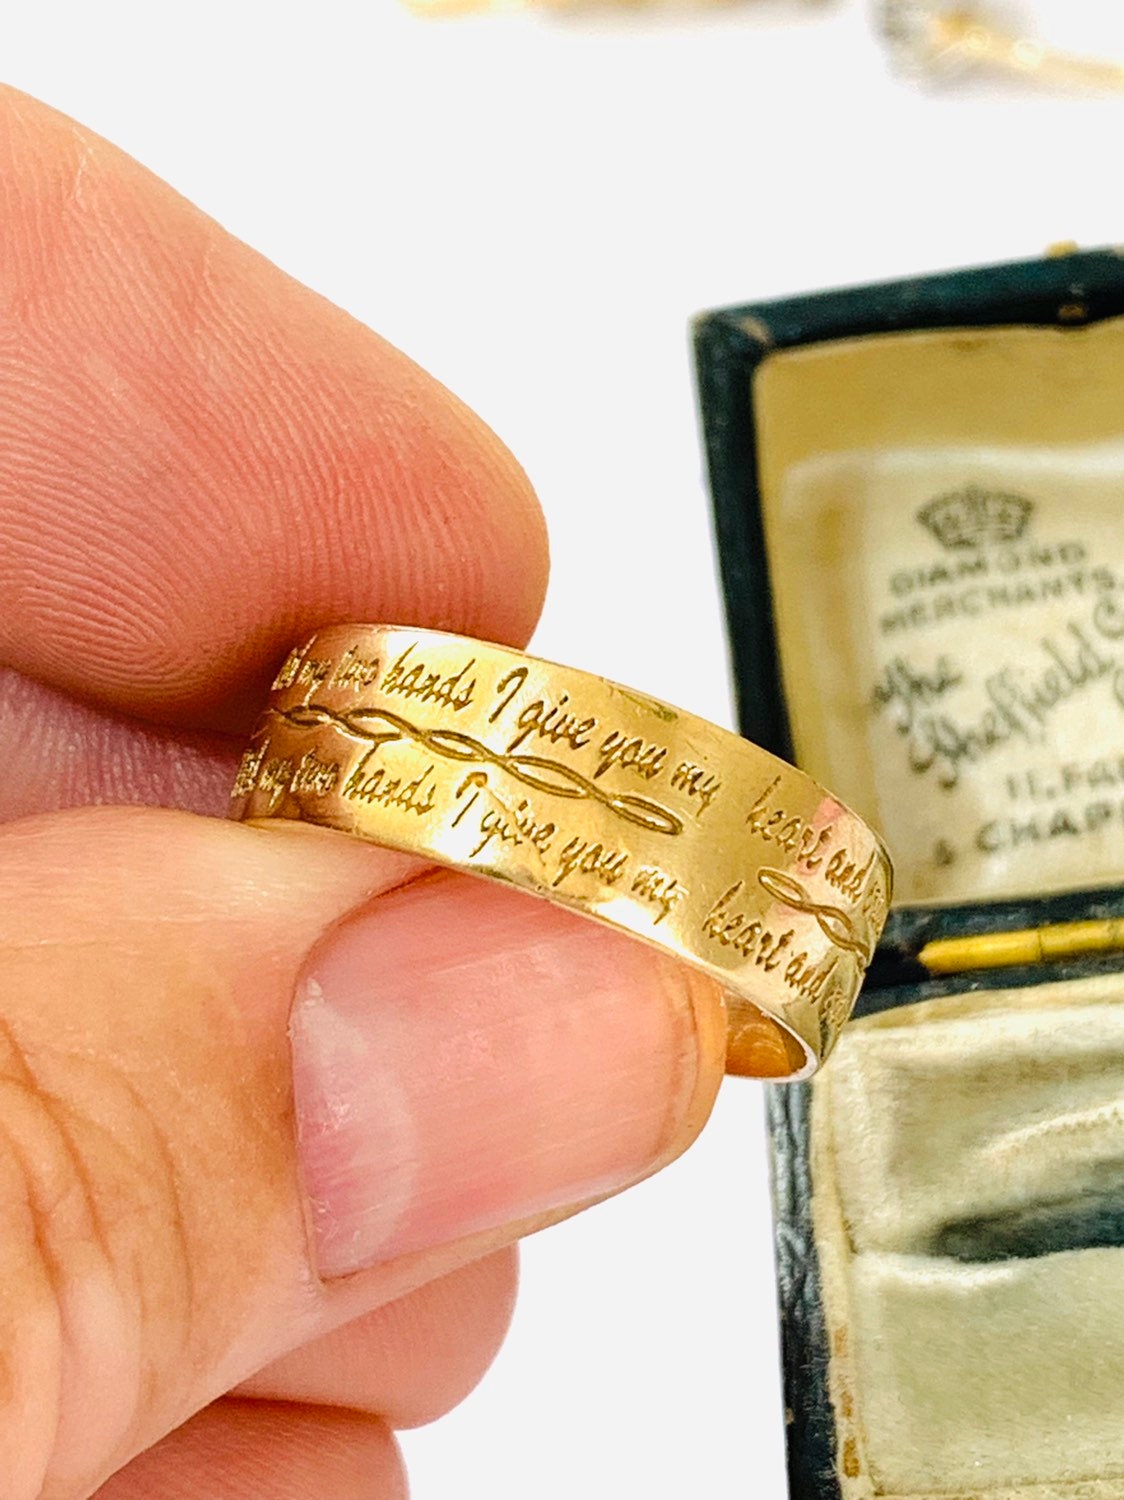 my two hands I give you my heart and
my two hands I give you my heart and
DIAMOND
MERCHANTS
The
Sheffield
11,
& CHAP